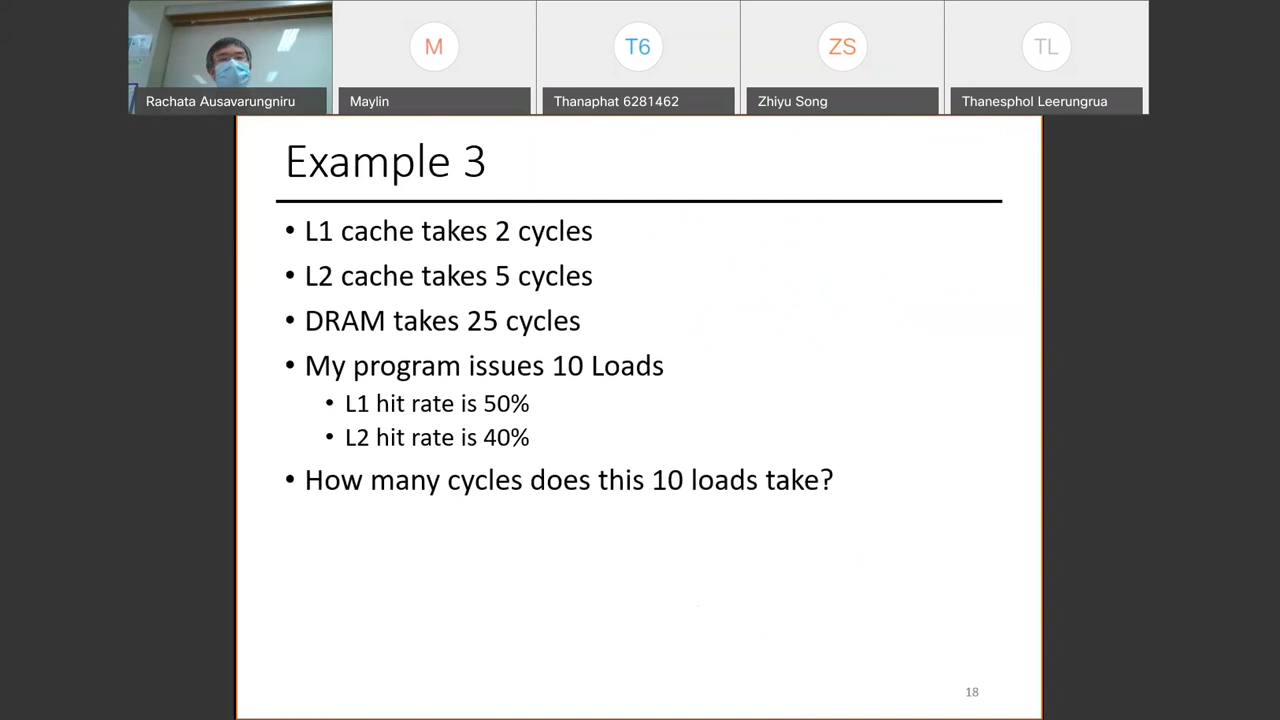 M
T6
ZS
TL
Rachata Ausavarungniru
Maylin
Thanaphat 6281462
Zhiyu Song
Thanesphol Leerungrua
Example 3
• L1 cache takes 2 cycles
• L2 cache takes 5 cycles
• DRAM takes 25 cycles
• My program issues 10 Loads
• L1 hit rate is 50%
• L2 hit rate is 40%
• How many cycles does this 10 loads take?
18